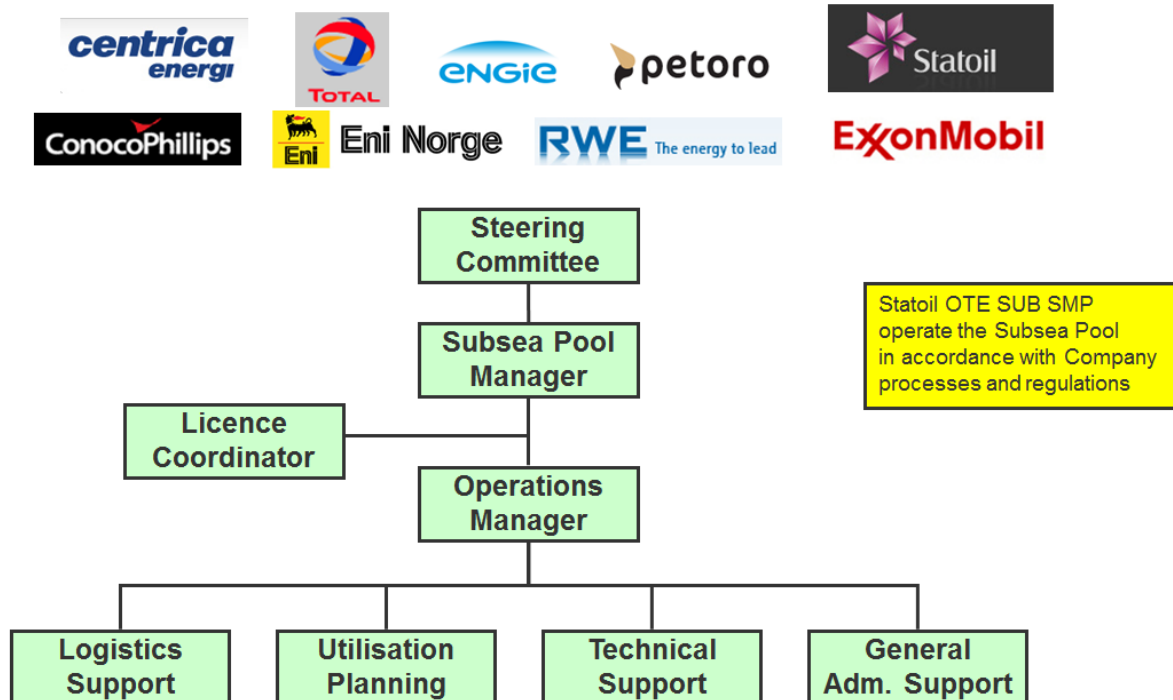 centrica
energi
TOTAL
ENGIE
petoro
Statoil
ConocoPhillips
Eni
Eni Norge
RWE The energy to lead
ExxonMobil
Steering
Committee
Statoil OTE SUB SMP
operate the Subsea Pool
in accordance with Company
processes and regulations
Subsea Pool
Manager
Licence
Coordinator
Operations
Manager
Logistics
Support
Utilisation
Planning
Technical
Support
General
Adm. Support